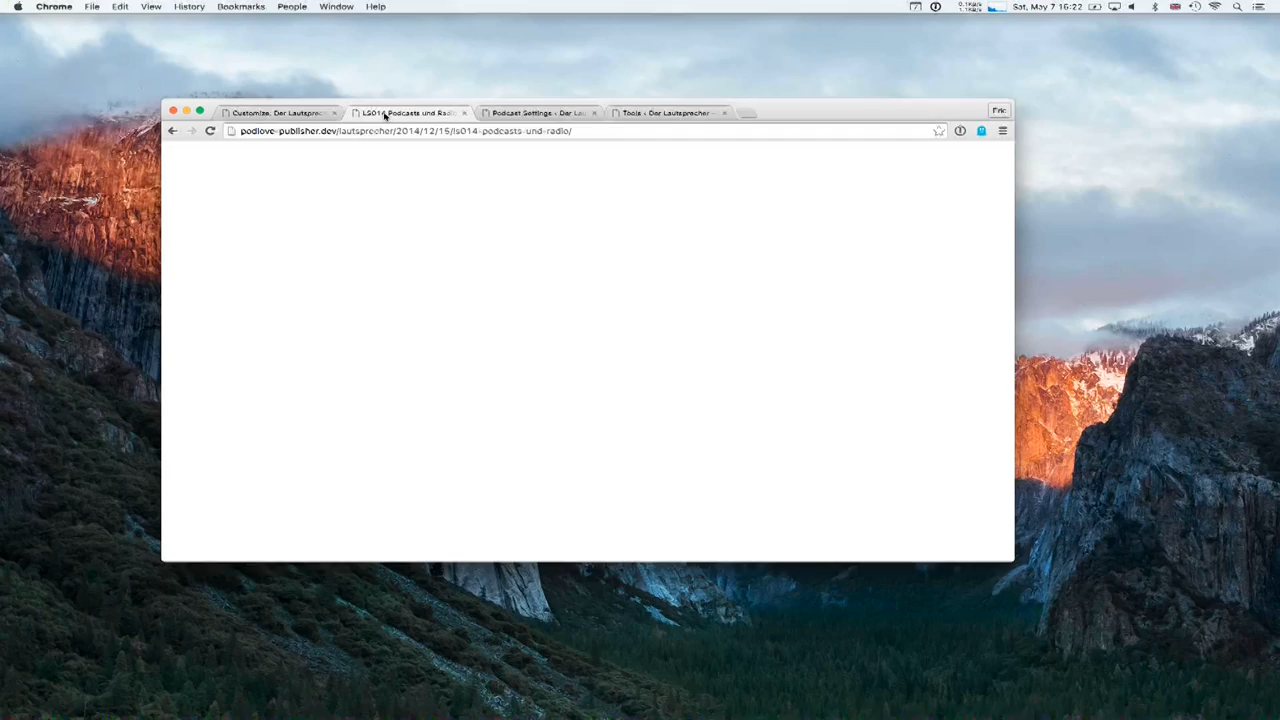 Chrome File Edit View History Bookmarks People Window Help
Sat, May 7 16:22
Customize: Der Lautsprec
LS014 Podcasts und Radio
Podcast Settings ‹ Der Lau
Tools ‹ Der Lautsprecher —
Eric
podlove-publisher.dev/lautsprecher/2014/12/15/ls014-podcasts-und-radio/